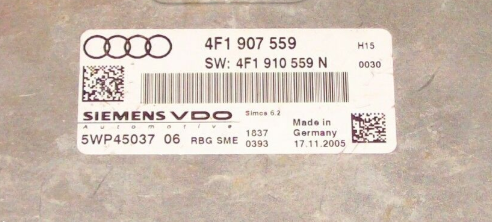 4F1 907 559 H15
SW: 4F1 910 559 N 0030
SIEMENS VDO Simos 6.2
Automotive
Made in
5WP45037 06 RBG SME 1837 Germany
0393 17.11.2005